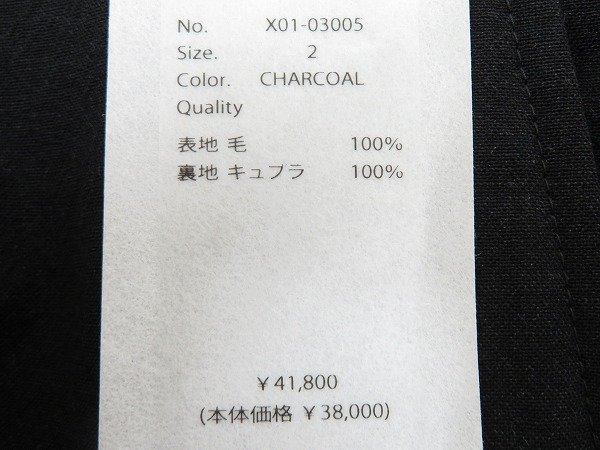 No. X01-03005
Size. 2
Color. CHARCOAL
Quality
表地 毛 100%
裏地 キュプラ 100%
￥41,800
(本体価格 ￥38,000)